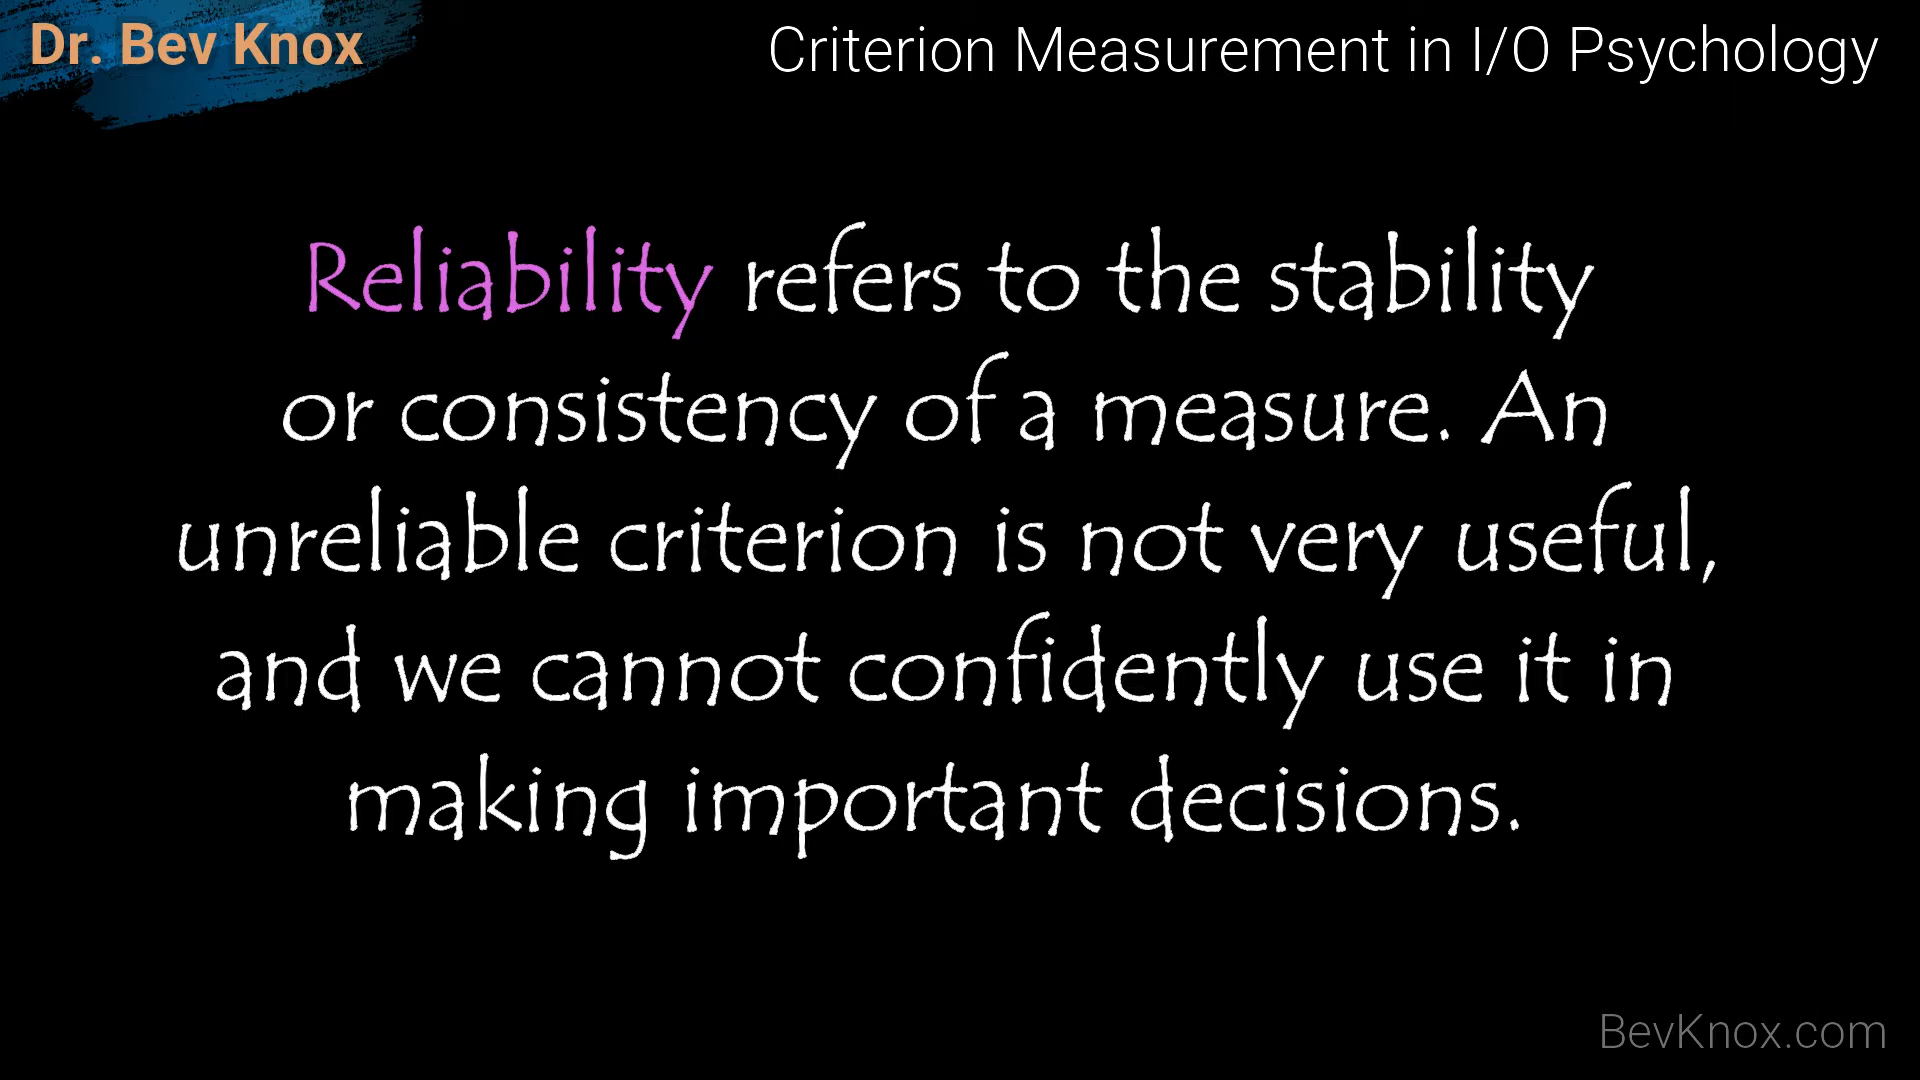 Dr. Bev Knox
Criterion Measurement in I/O Psychology
Reliability refers to the stability
or consistency of a measure. An
unreliable criterion is not very useful,
and we cannot confidently use it in
making important decisions.
BevKnox.com